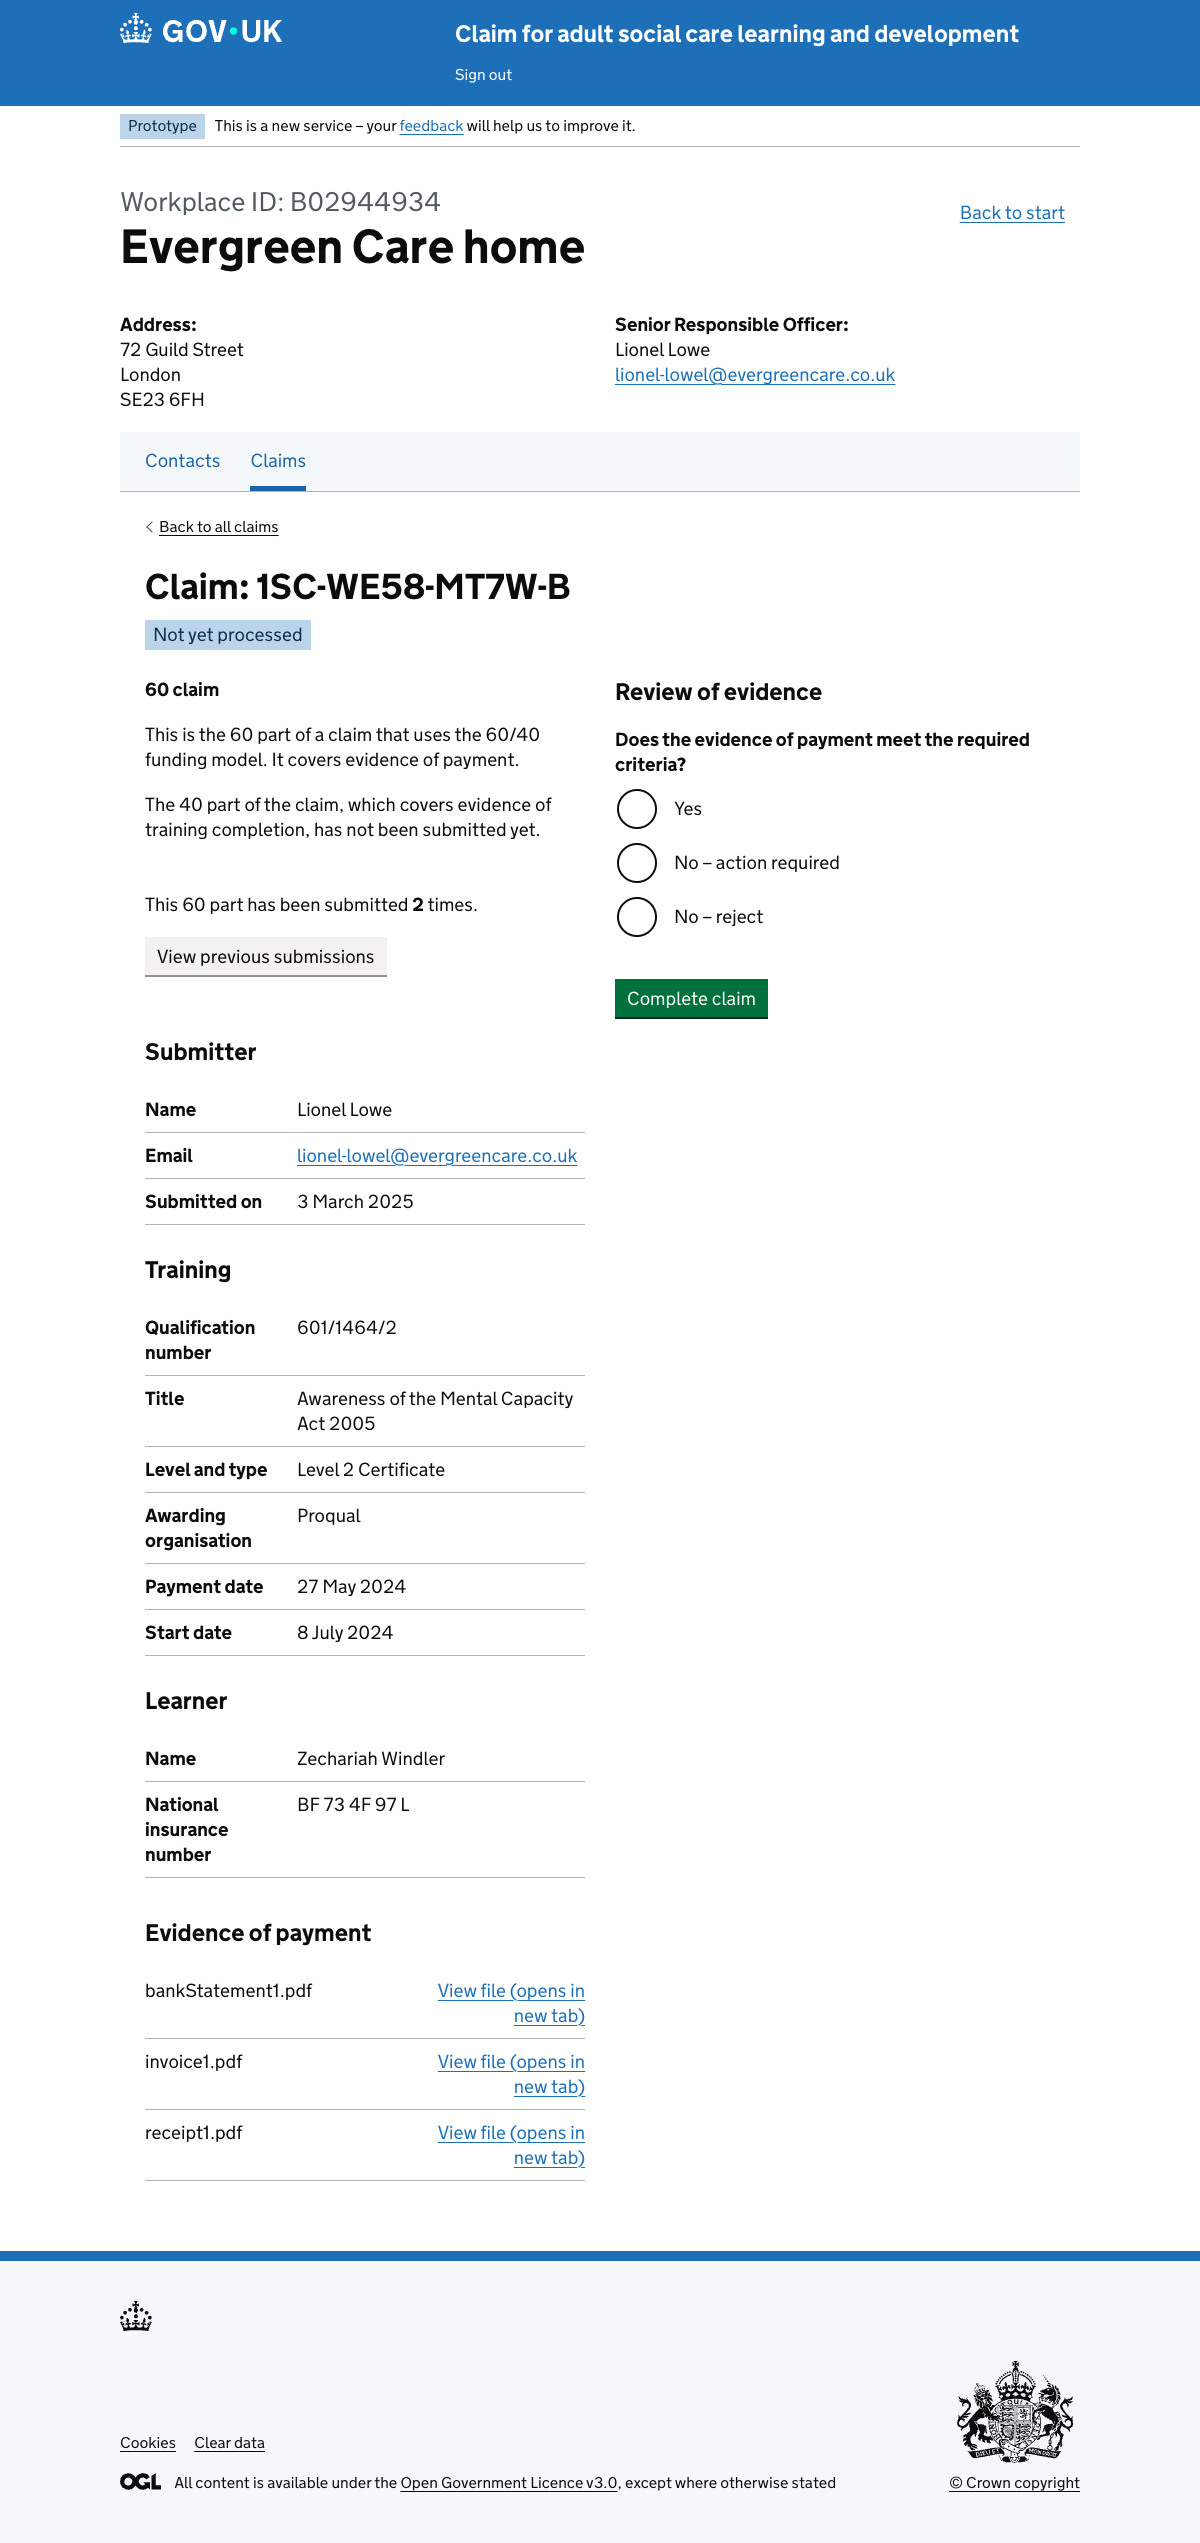 GOV·UK
Claim for adult social care learning and development
Sign out
Prototype
This is a new service – your feedback will help us to improve it.
Workplace ID: B02944934
Evergreen Care home
Back to start
Address:
72 Guild Street
London
SE23 6FH
Senior Responsible Officer:
Lionel Lowe
lionel-lowel@evergreencare.co.uk
Contacts
Claims
Back to all claims
Claim: 1SC-WE58-MT7W-B
Not yet processed
60 claim
This is the 60 part of a claim that uses the 60/40
funding model. It covers evidence of payment.
The 40 part of the claim, which covers evidence of
training completion, has not been submitted yet.
This 60 part has been submitted 2 times.
View previous submissions
Review of evidence
Does the evidence of payment meet the required
criteria?
Yes
No – action required
No – reject
Complete claim
Submitter
Name
Lionel Lowe
Email
lionel-lowel@evergreencare.co.uk
Submitted on
3 March 2025
Training
Qualification
number
601/1464/2
Title
Awareness of the Mental Capacity
Act 2005
Level and type
Level 2 Certificate
Awarding
organisation
Proqual
Payment date
27 May 2024
Start date
8 July 2024
Learner
Name
Zechariah Windler
National
insurance
number
BF 73 4F 97 L
Evidence of payment
bankStatement1.pdf
View file (opens in
new tab)
invoice1.pdf
View file (opens in
new tab)
receipt1.pdf
View file (opens in
new tab)
Cookies
Clear data
OGL
All content is available under the Open Government Licence v3.0, except where otherwise stated
© Crown copyright